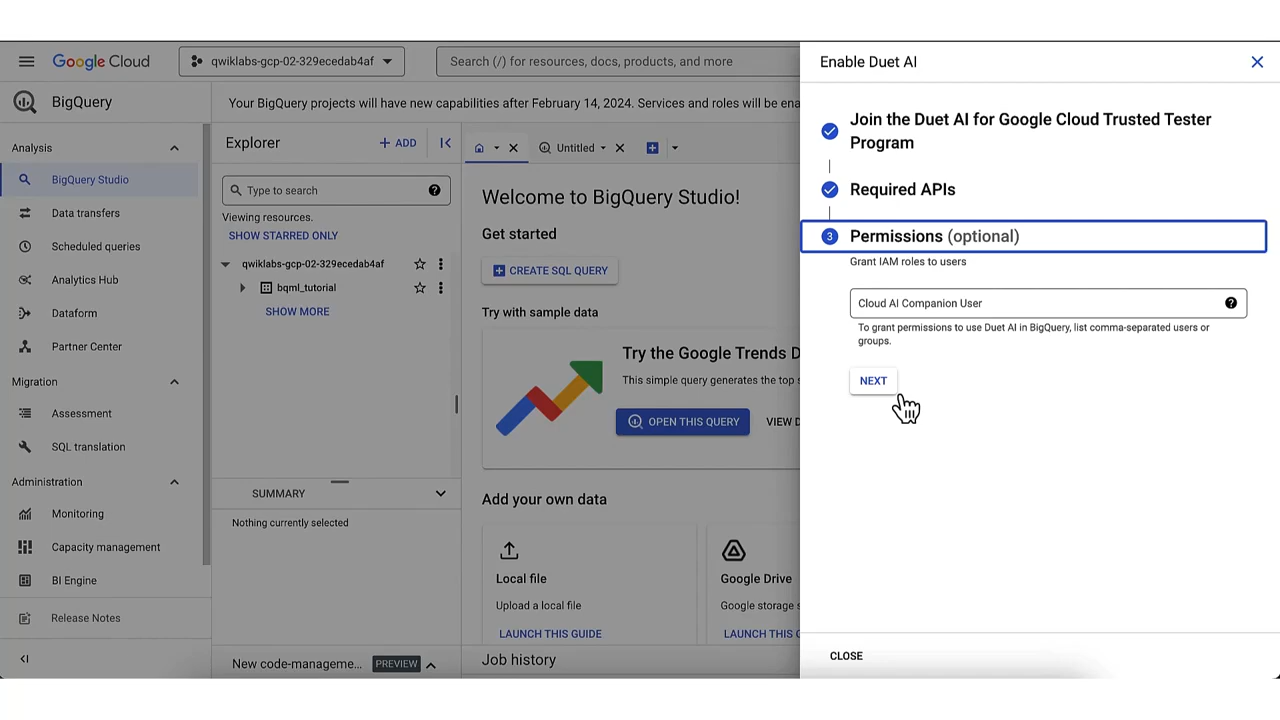 Google Cloud
qwiklabs-gcp-02-329ecedab4af
Search (/) for resources, docs, products, and more
BigQuery
Your BigQuery projects will have new capabilities after February 14, 2024. Services and roles will be ena
Analysis
BigQuery Studio
Data transfers
Scheduled queries
Analytics Hub
Dataform
Partner Center
Migration
Assessment
SQL translation
Administration
Monitoring
Capacity management
BI Engine
Release Notes
Explorer
+ ADD
Type to search
Viewing resources.
SHOW STARRED ONLY
qwiklabs-gcp-02-329ecedab4af
bqml_tutorial
SHOW MORE
SUMMARY
Nothing currently selected
New code-manageme... PREVIEW
Untitled
Welcome to BigQuery Studio!
Get started
CREATE SQL QUERY
Try with sample data
Try the Google Trends D
This simple query generates the top s
OPEN THIS QUERY
VIEW D
Add your own data
Local file
Upload a local file
LAUNCH THIS GUIDE
Google Drive
Google storage s
LAUNCH THIS G
Job history
Enable Duet AI
Join the Duet AI for Google Cloud Trusted Tester
Program
Required APIs
3 Permissions (optional)
Grant IAM roles to users
Cloud AI Companion User
To grant permissions to use Duet AI in BigQuery, list comma-separated users or
groups.
NEXT
CLOSE